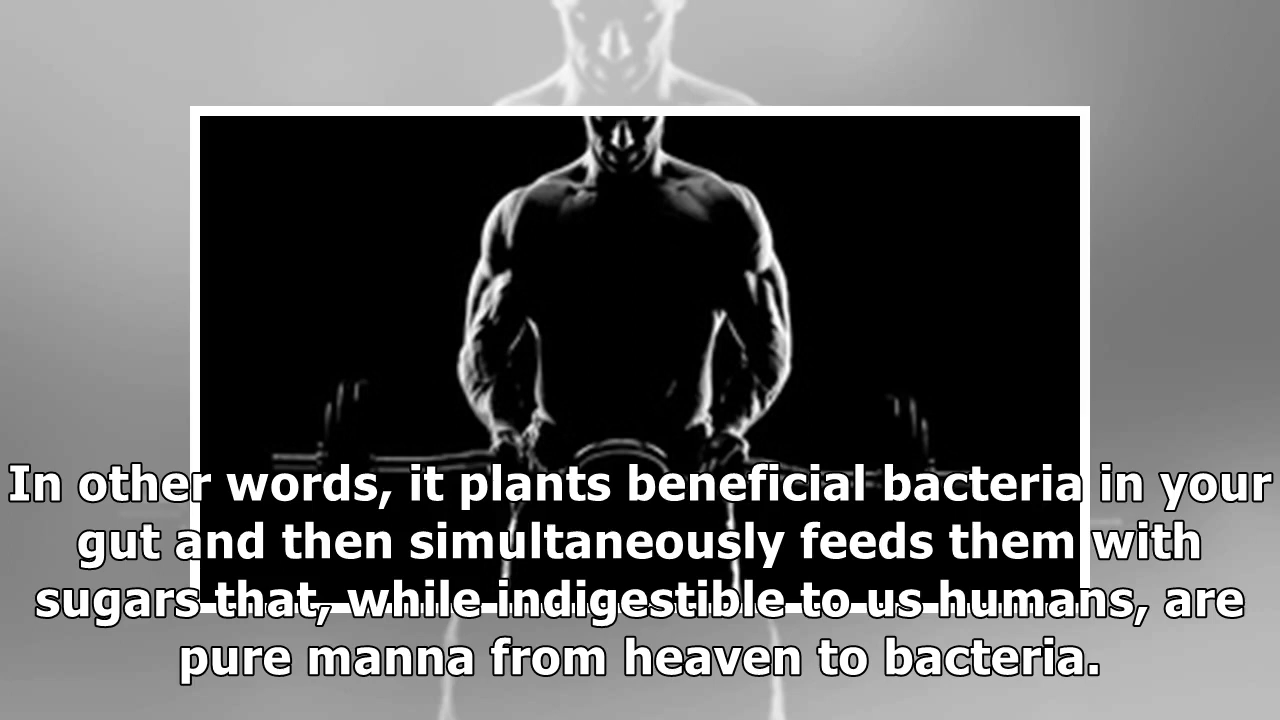 In other words, it plants beneficial bacteria in your
gut and then simultaneously feeds them with
sugars that, while indigestible to us humans, are
pure manna from heaven to bacteria.